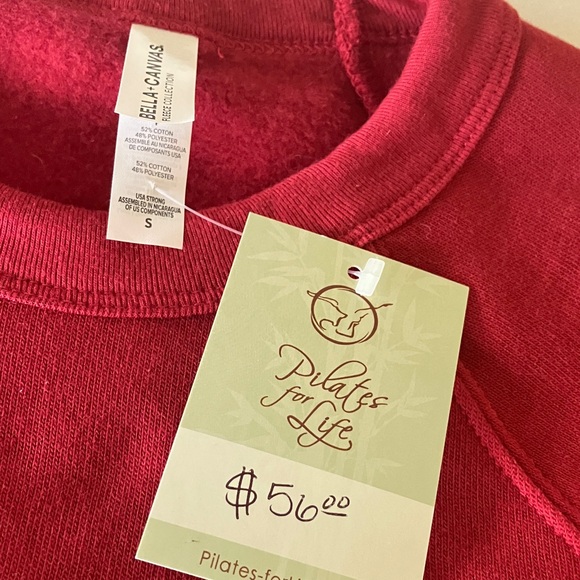 BELLA+CANVAS.
FLEECE COLLECTION
52% COTTON
48% POLYESTER
ASSEMBLÉ AU NICARAGUA
DE COMPOSANTS USA
52% COTTON
48% POLYESTER
USA STRONG
ASSEMBLED IN NICARAGUA
OF US COMPONENTS
S
Pilates
for
Life
$5600